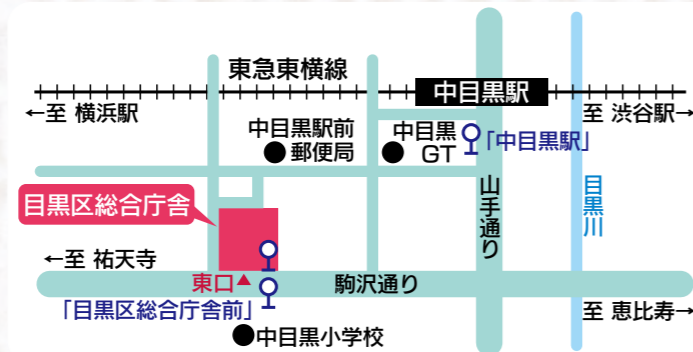 東急東横線
中目黒駅
←至 横浜駅
至 渋谷駅→
中目黒駅前
郵便局
中目黒
GT
「中目黒駅」
山手通り
目黒川
目黒区総合庁舎
←至 祐天寺
東口
駒沢通り
「目黒区総合庁舎前」
至 恵比寿→
中目黒小学校